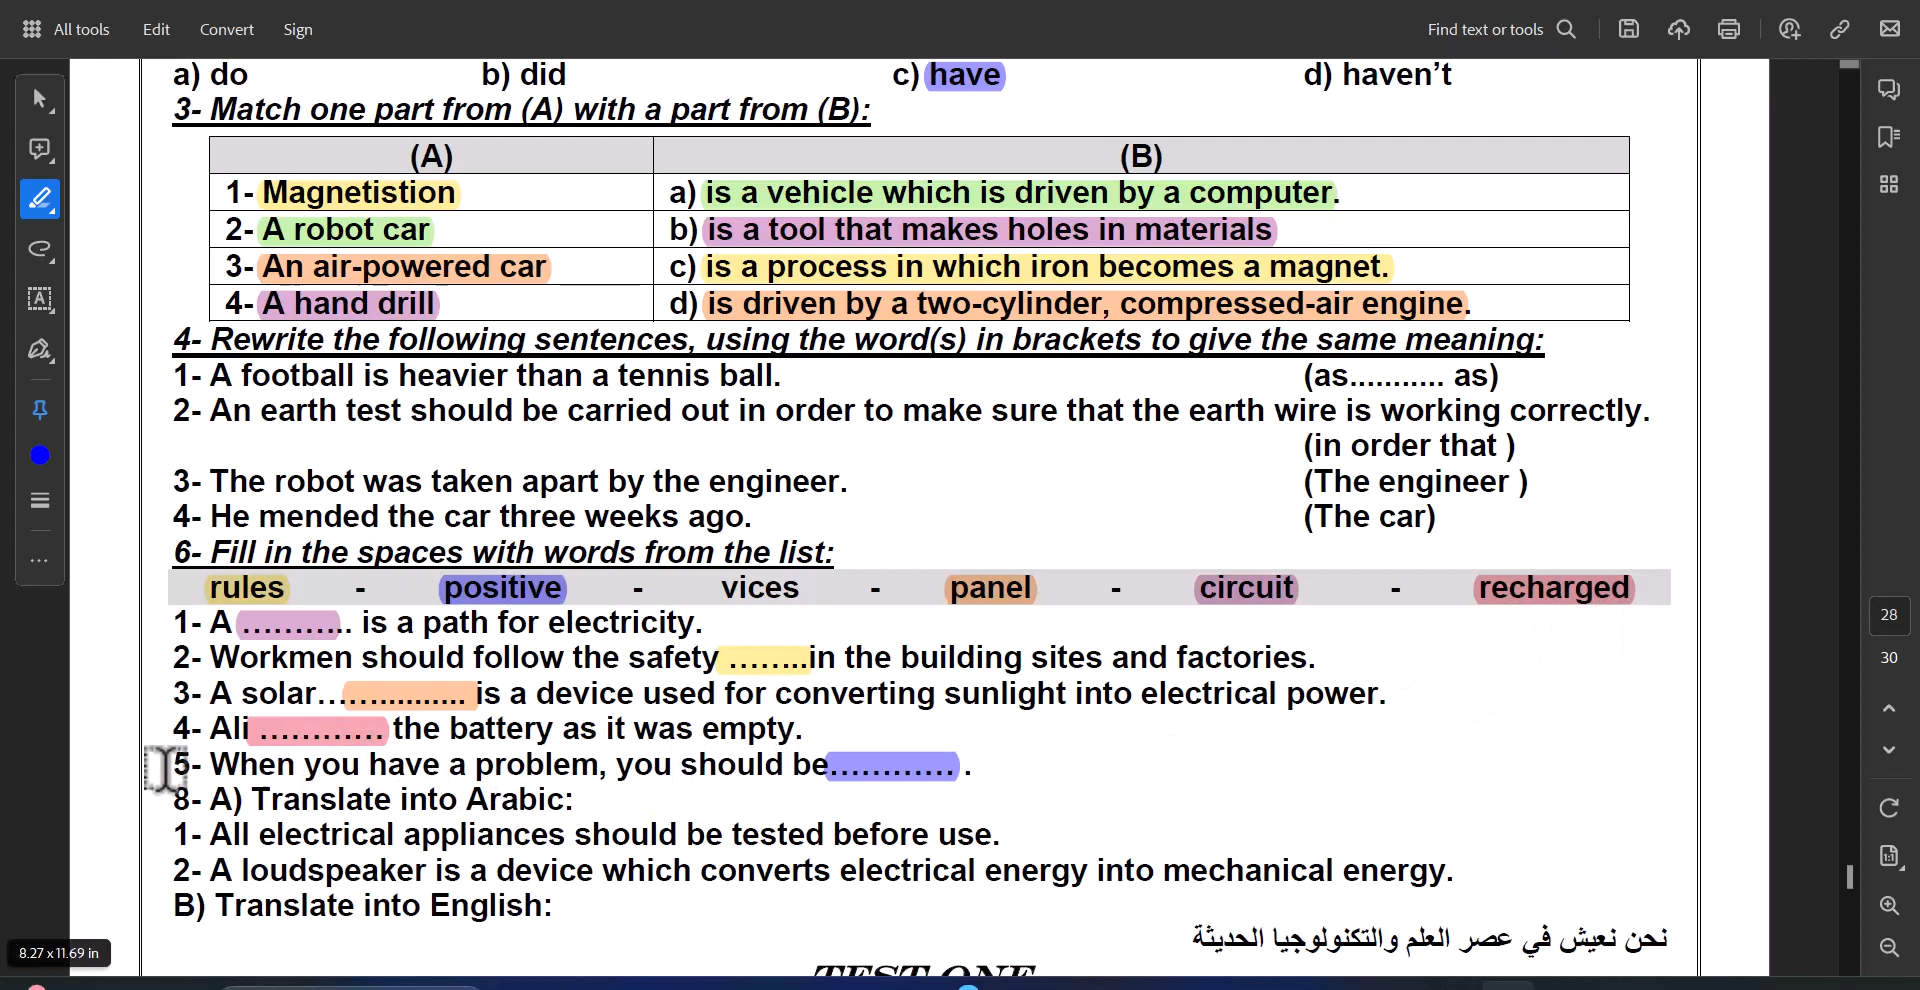 All tools Edit Convert Sign Find text or tools
a) do b) did c) have d) haven’t
3- Match one part from (A) with a part from (B):
(A) (B)
1- Magnetistion a) is a vehicle which is driven by a computer.
2- A robot car b) is a tool that makes holes in materials
3- An air-powered car c) is a process in which iron becomes a magnet.
4- A hand drill d) is driven by a two-cylinder, compressed-air engine.
4- Rewrite the following sentences, using the word(s) in brackets to give the same meaning:
1- A football is heavier than a tennis ball. (as........... as)
2- An earth test should be carried out in order to make sure that the earth wire is working correctly.
(in order that )
3- The robot was taken apart by the engineer. (The engineer )
4- He mended the car three weeks ago. (The car)
6- Fill in the spaces with words from the list:
rules - positive - vices - panel - circuit - recharged
1- A ……….. is a path for electricity.
2- Workmen should follow the safety ……..in the building sites and factories.
3- A solar……........... is a device used for converting sunlight into electrical power.
4- Ali ………… the battery as it was empty.
5- When you have a problem, you should be………… .
8- A) Translate into Arabic:
1- All electrical appliances should be tested before use.
2- A loudspeaker is a device which converts electrical energy into mechanical energy.
B) Translate into English:
نحن نعيش في عصر العلم والتكنولوجيا الحديثة
TEST ONE
28
30
8.27 x 11.69 in